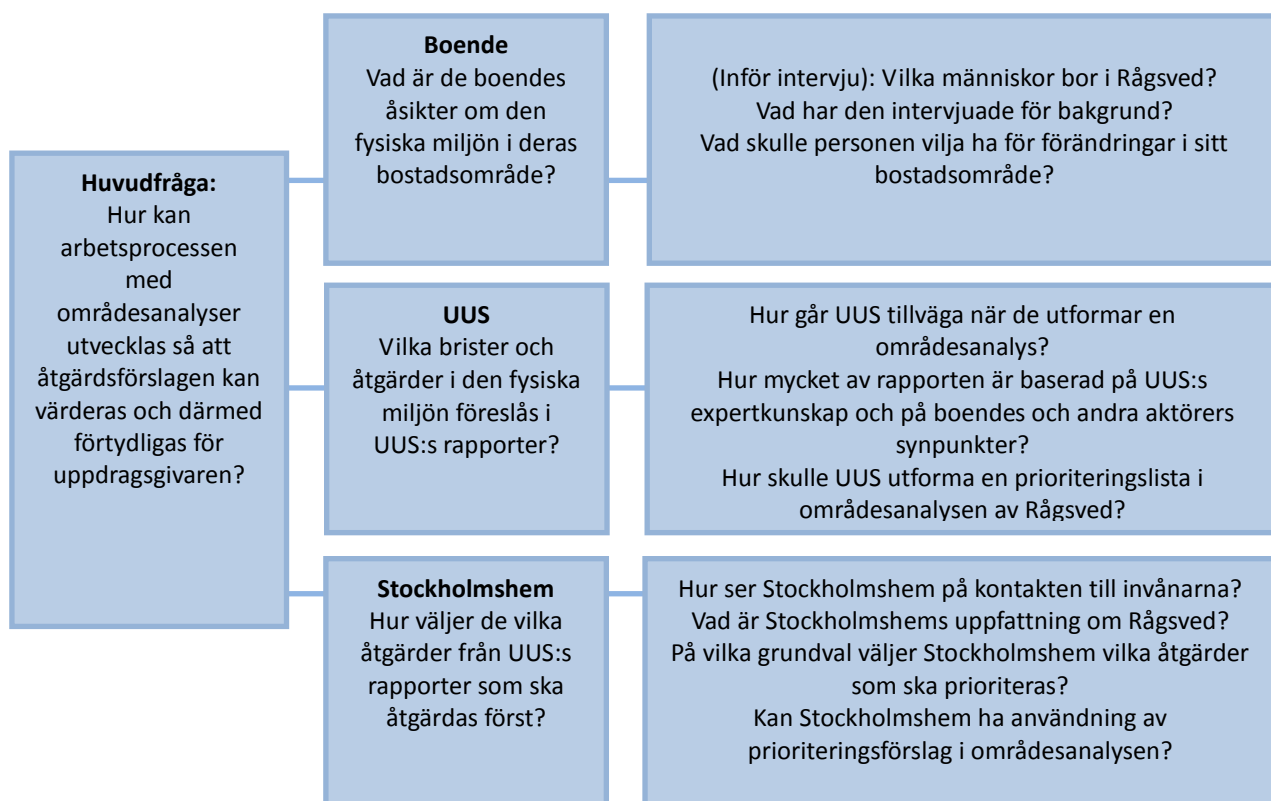 Huvudfråga:
Hur kan
arbetsprocessen
med
områdesanalyser
utvecklas så att
åtgärdsförslagen kan
värderas och därmed
förtydligas för
uppdragsgivaren?
Boende
Vad är de boendes
åsikter om den
fysiska miljön i deras
bostadsområde?
(Inför intervju): Vilka människor bor i Rågsved?
Vad har den intervjuade för bakgrund?
Vad skulle personen vilja ha för förändringar i sitt
bostadsområde?
UUS
Vilka brister och
åtgärder i den fysiska
miljön föreslås i
UUS:s rapporter?
Hur går UUS tillväga när de utformar en
områdesanalys?
Hur mycket av rapporten är baserad på UUS:s
expertkunskap och på boendes och andra aktörers
synpunkter?
Hur skulle UUS utforma en prioriteringslista i
områdesanalysen av Rågsved?
Stockholmshem
Hur väljer de vilka
åtgärder från UUS:s
rapporter som ska
åtgärdas först?
Hur ser Stockholmshem på kontakten till invånarna?
Vad är Stockholmshems uppfattning om Rågsved?
På vilka grundval väljer Stockholmshem vilka åtgärder
som ska prioriteras?
Kan Stockholmshem ha användning av
prioriteringsförslag i områdesanalysen?